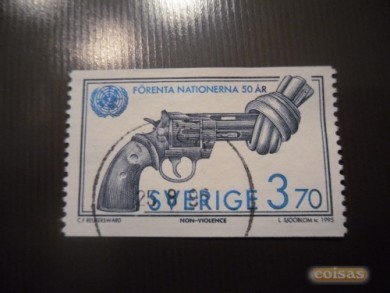 FÖRENTA NATIONERNA 50 ÅR
SVERIGE 3 70
C.F. REUTERSWÄRD NON-VIOLENCE L. SJÖÖBLOM sc. 1995
coisas